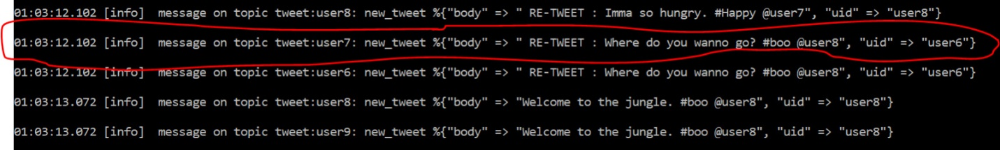 01:03:12.102 [info]  message on topic tweet:user8: new_tweet %{"body" => " RE-TWEET : Imma so hungry. #Happy @user7", "uid" => "user8"}
01:03:12.102 [info]  message on topic tweet:user7: new_tweet %{"body" => " RE-TWEET : Where do you wanno go? #boo @user8", "uid" => "user6"}
01:03:12.102 [info]  message on topic tweet:user6: new_tweet %{"body" => " RE-TWEET : Where do you wanno go? #boo @user8", "uid" => "user6"}
01:03:13.072 [info]  message on topic tweet:user8: new_tweet %{"body" => "Welcome to the jungle. #boo @user8", "uid" => "user8"}
01:03:13.072 [info]  message on topic tweet:user9: new_tweet %{"body" => "Welcome to the jungle. #boo @user8", "uid" => "user8"}